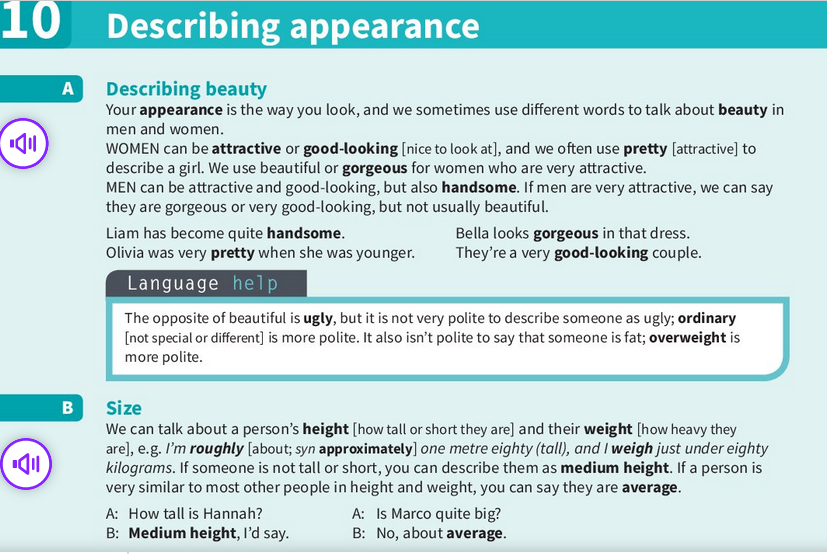 10 Describing appearance
A Describing beauty
Your appearance is the way you look, and we sometimes use different words to talk about beauty in
men and women.
WOMEN can be attractive or good-looking [nice to look at], and we often use pretty [attractive] to
describe a girl. We use beautiful or gorgeous for women who are very attractive.
MEN can be attractive and good-looking, but also handsome. If men are very attractive, we can say
they are gorgeous or very good-looking, but not usually beautiful.
Liam has become quite handsome.
Olivia was very pretty when she was younger.
Bella looks gorgeous in that dress.
They're a very good-looking couple.
Language help
The opposite of beautiful is ugly, but it is not very polite to describe someone as ugly; ordinary
[not special or different] is more polite. It also isn't polite to say that someone is fat; overweight is
more polite.
B Size
We can talk about a person's height [how tall or short they are] and their weight [how heavy they
are], e.g. I'm roughly [about; syn approximately] one metre eighty (tall), and I weigh just under eighty
kilograms. If someone is not tall or short, you can describe them as medium height. If a person is
very similar to most other people in height and weight, you can say they are average.
A: How tall is Hannah?
B: Medium height, I'd say.
A: Is Marco quite big?
B: No, about average.